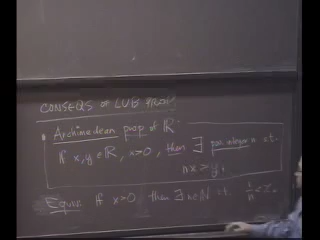 CONSEQS OF LUB PROP
• Archimedean prop of ℝ:
If x, y ∈ ℝ, x>0, then ∃ pos. integer n s.t.
nx > y.
Equiv: If x>0, then ∃ n∈ℕ s.t. 1/n < x.